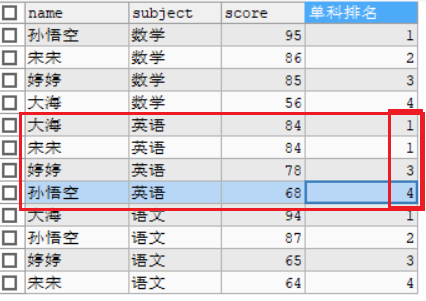 name subject score 单科排名
孙悟空 数学 95 1
宋宋 数学 86 2
婷婷 数学 85 3
大海 数学 56 4
大海 英语 84 1
宋宋 英语 84 1
婷婷 英语 78 3
孙悟空 英语 68 4
大海 语文 94 1
孙悟空 语文 87 2
婷婷 语文 65 3
宋宋 语文 64 4